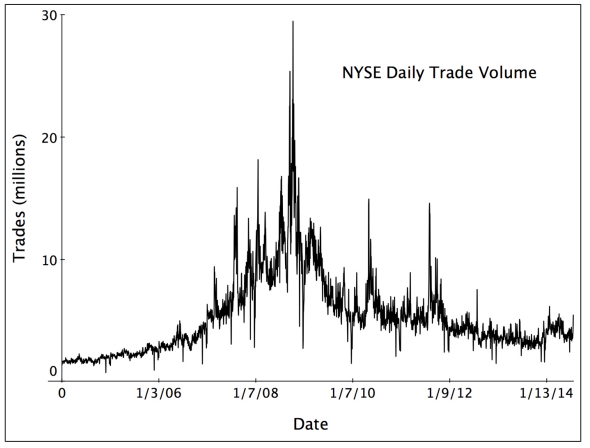 30
NYSE Daily Trade Volume
20
Trades (millions)
10
0
0 1/3/06 1/7/08 1/7/10 1/9/12 1/13/14
Date